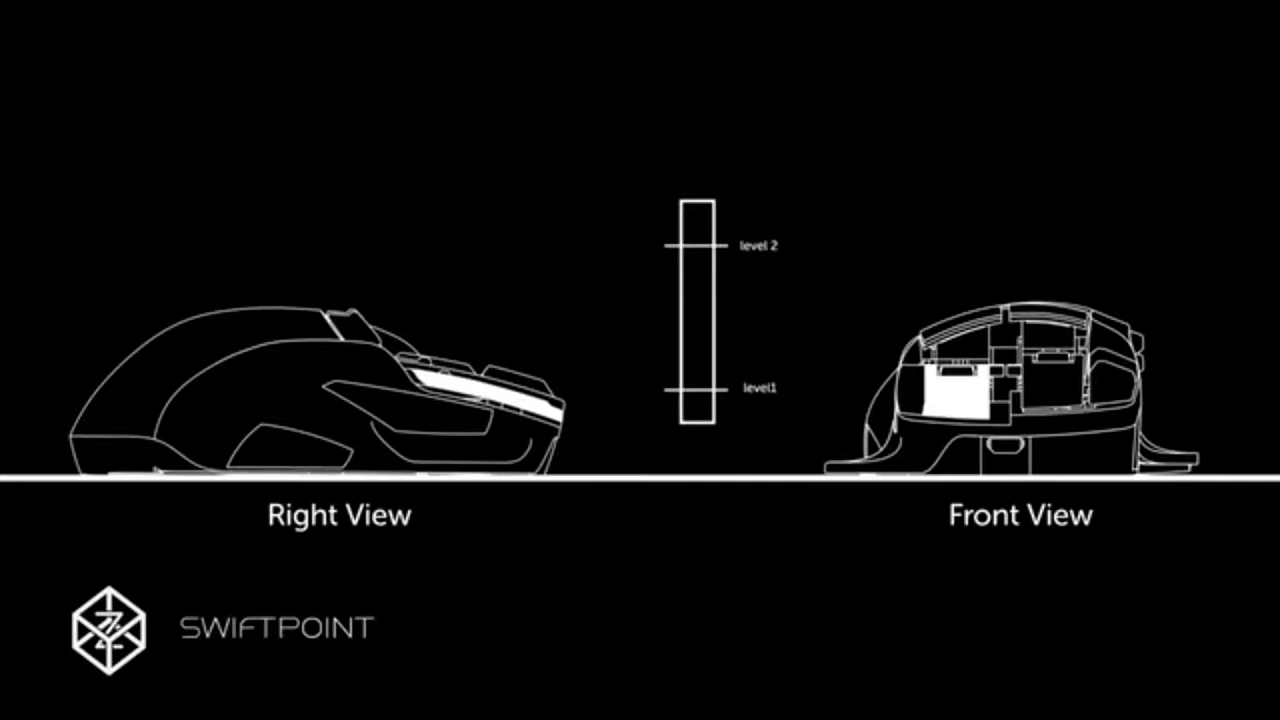 level 2
level1
Right View
Front View
SWIFTPOINT